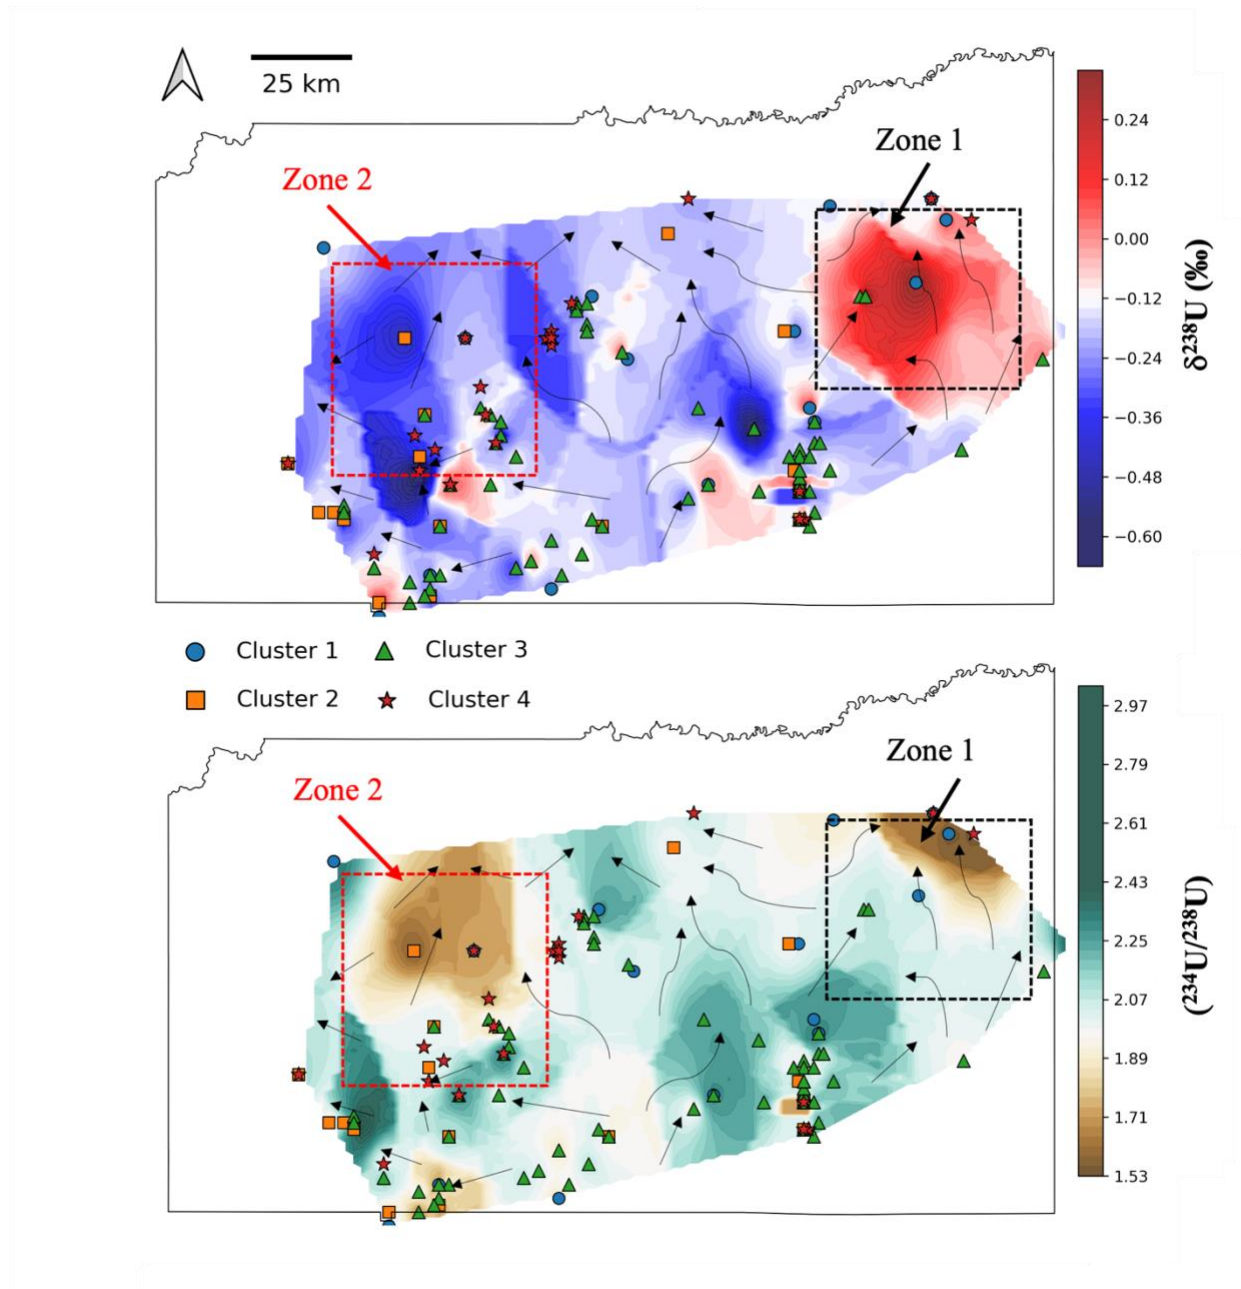 25 km
Zone 1
Zone 2
0.24
0.12
0.00
−0.12
−0.24
−0.36
−0.48
−0.60
δ²³⁸U (‰)
Cluster 1
Cluster 3
Cluster 2
Cluster 4
Zone 1
Zone 2
2.97
2.79
2.61
2.43
2.25
2.07
1.89
1.71
1.53
(²³⁴U/²³⁸U)